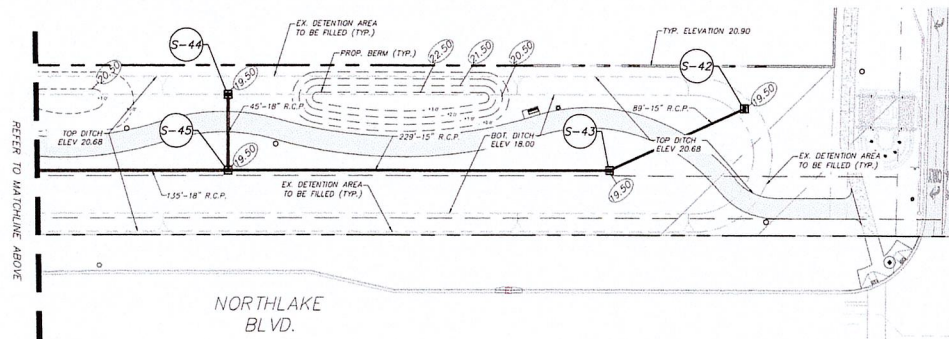 EX. DETENTION AREA
TO BE FILLED (TYP.)
TYP. ELEVATION 20.90
S-44
PROP. BERM (TYP.)
22.50
21.50
20.50
S-42
20.50
19.50
19.50
45'-18" R.C.P.
89'-15" R.C.P.
TOP DITCH
ELEV 20.68
S-45
S-43
229'-15" R.C.P.
BOT. DITCH
ELEV 18.00
TOP DITCH
ELEV 20.68
EX. DETENTION AREA
TO BE FILLED (TYP.)
19.50
19.50
135'-18" R.C.P.
EX. DETENTION AREA
TO BE FILLED (TYP.)
REFER TO MATCHLINE ABOVE
NORTHLAKE
BLVD.